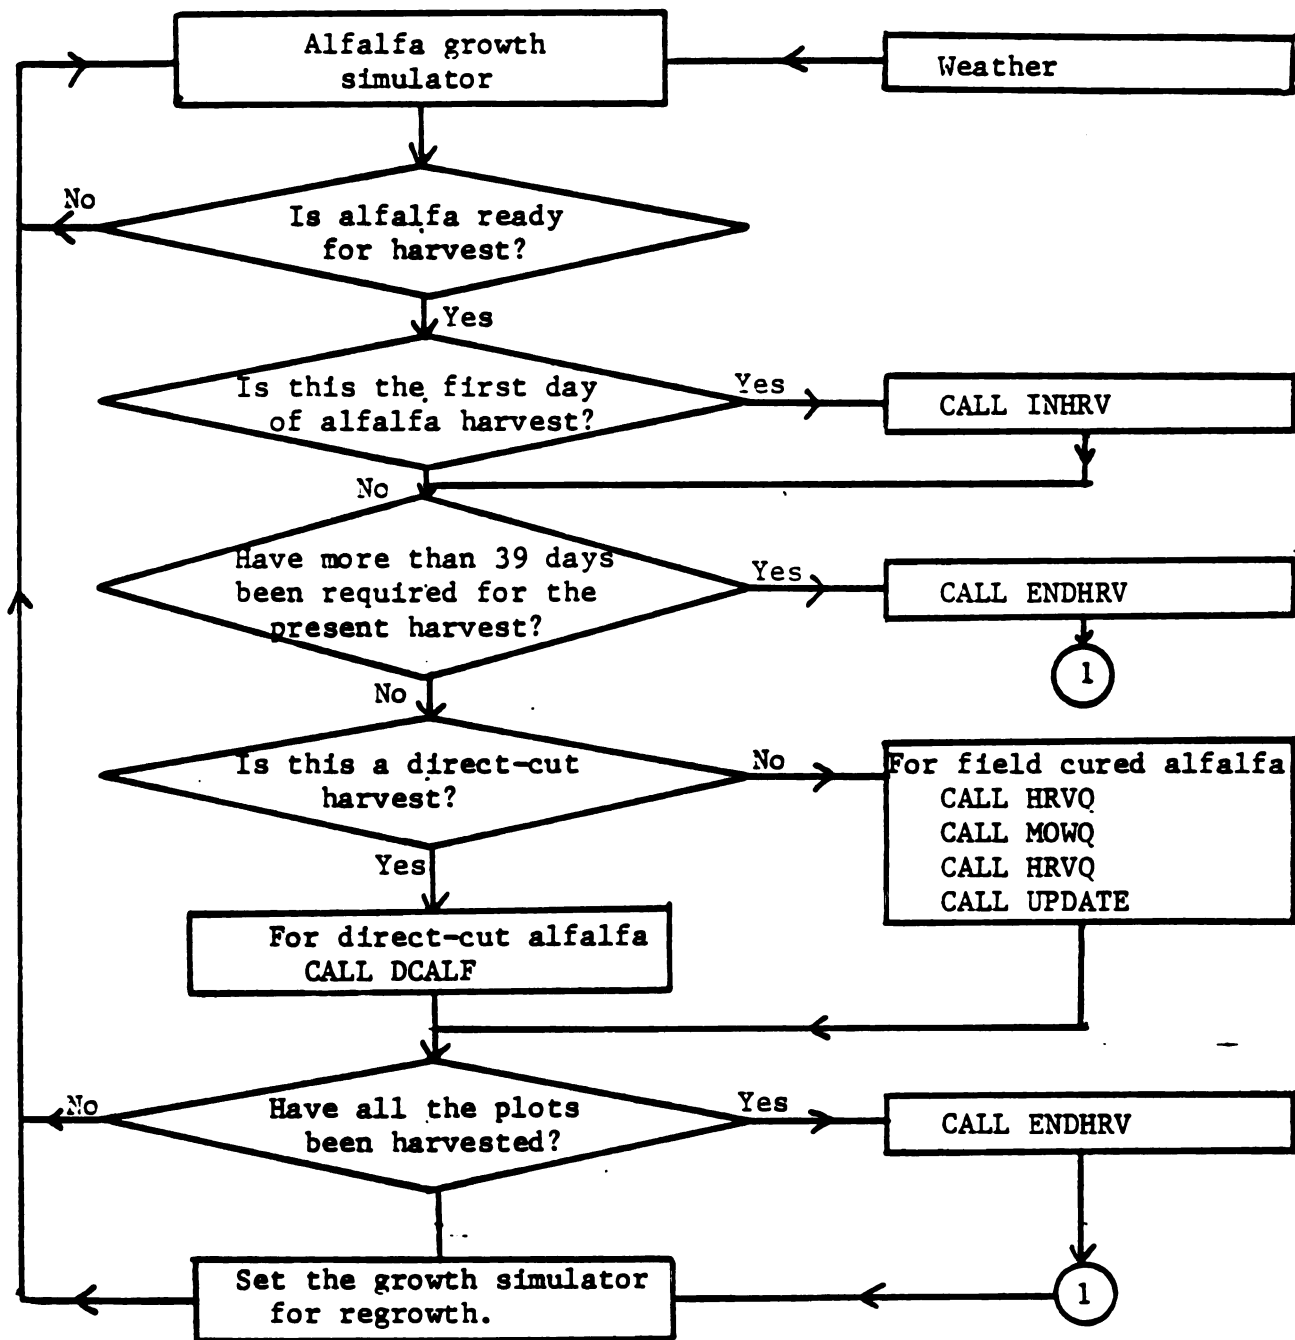 Alfalfa growth
simulator
Weather
No
Is alfalfa ready
for harvest?
Yes
Is this the first day
of alfalfa harvest?
Yes
CALL INHRV
No
Have more than 39 days
been required for the
present harvest?
Yes
CALL ENDHRV
1
No
Is this a direct-cut
harvest?
No
For field cured alfalfa
CALL HRVQ
CALL MOWQ
CALL HRVQ
CALL UPDATE
Yes
For direct-cut alfalfa
CALL DCALF
No
Have all the plots
been harvested?
Yes
CALL ENDHRV
Set the growth simulator
for regrowth.
1